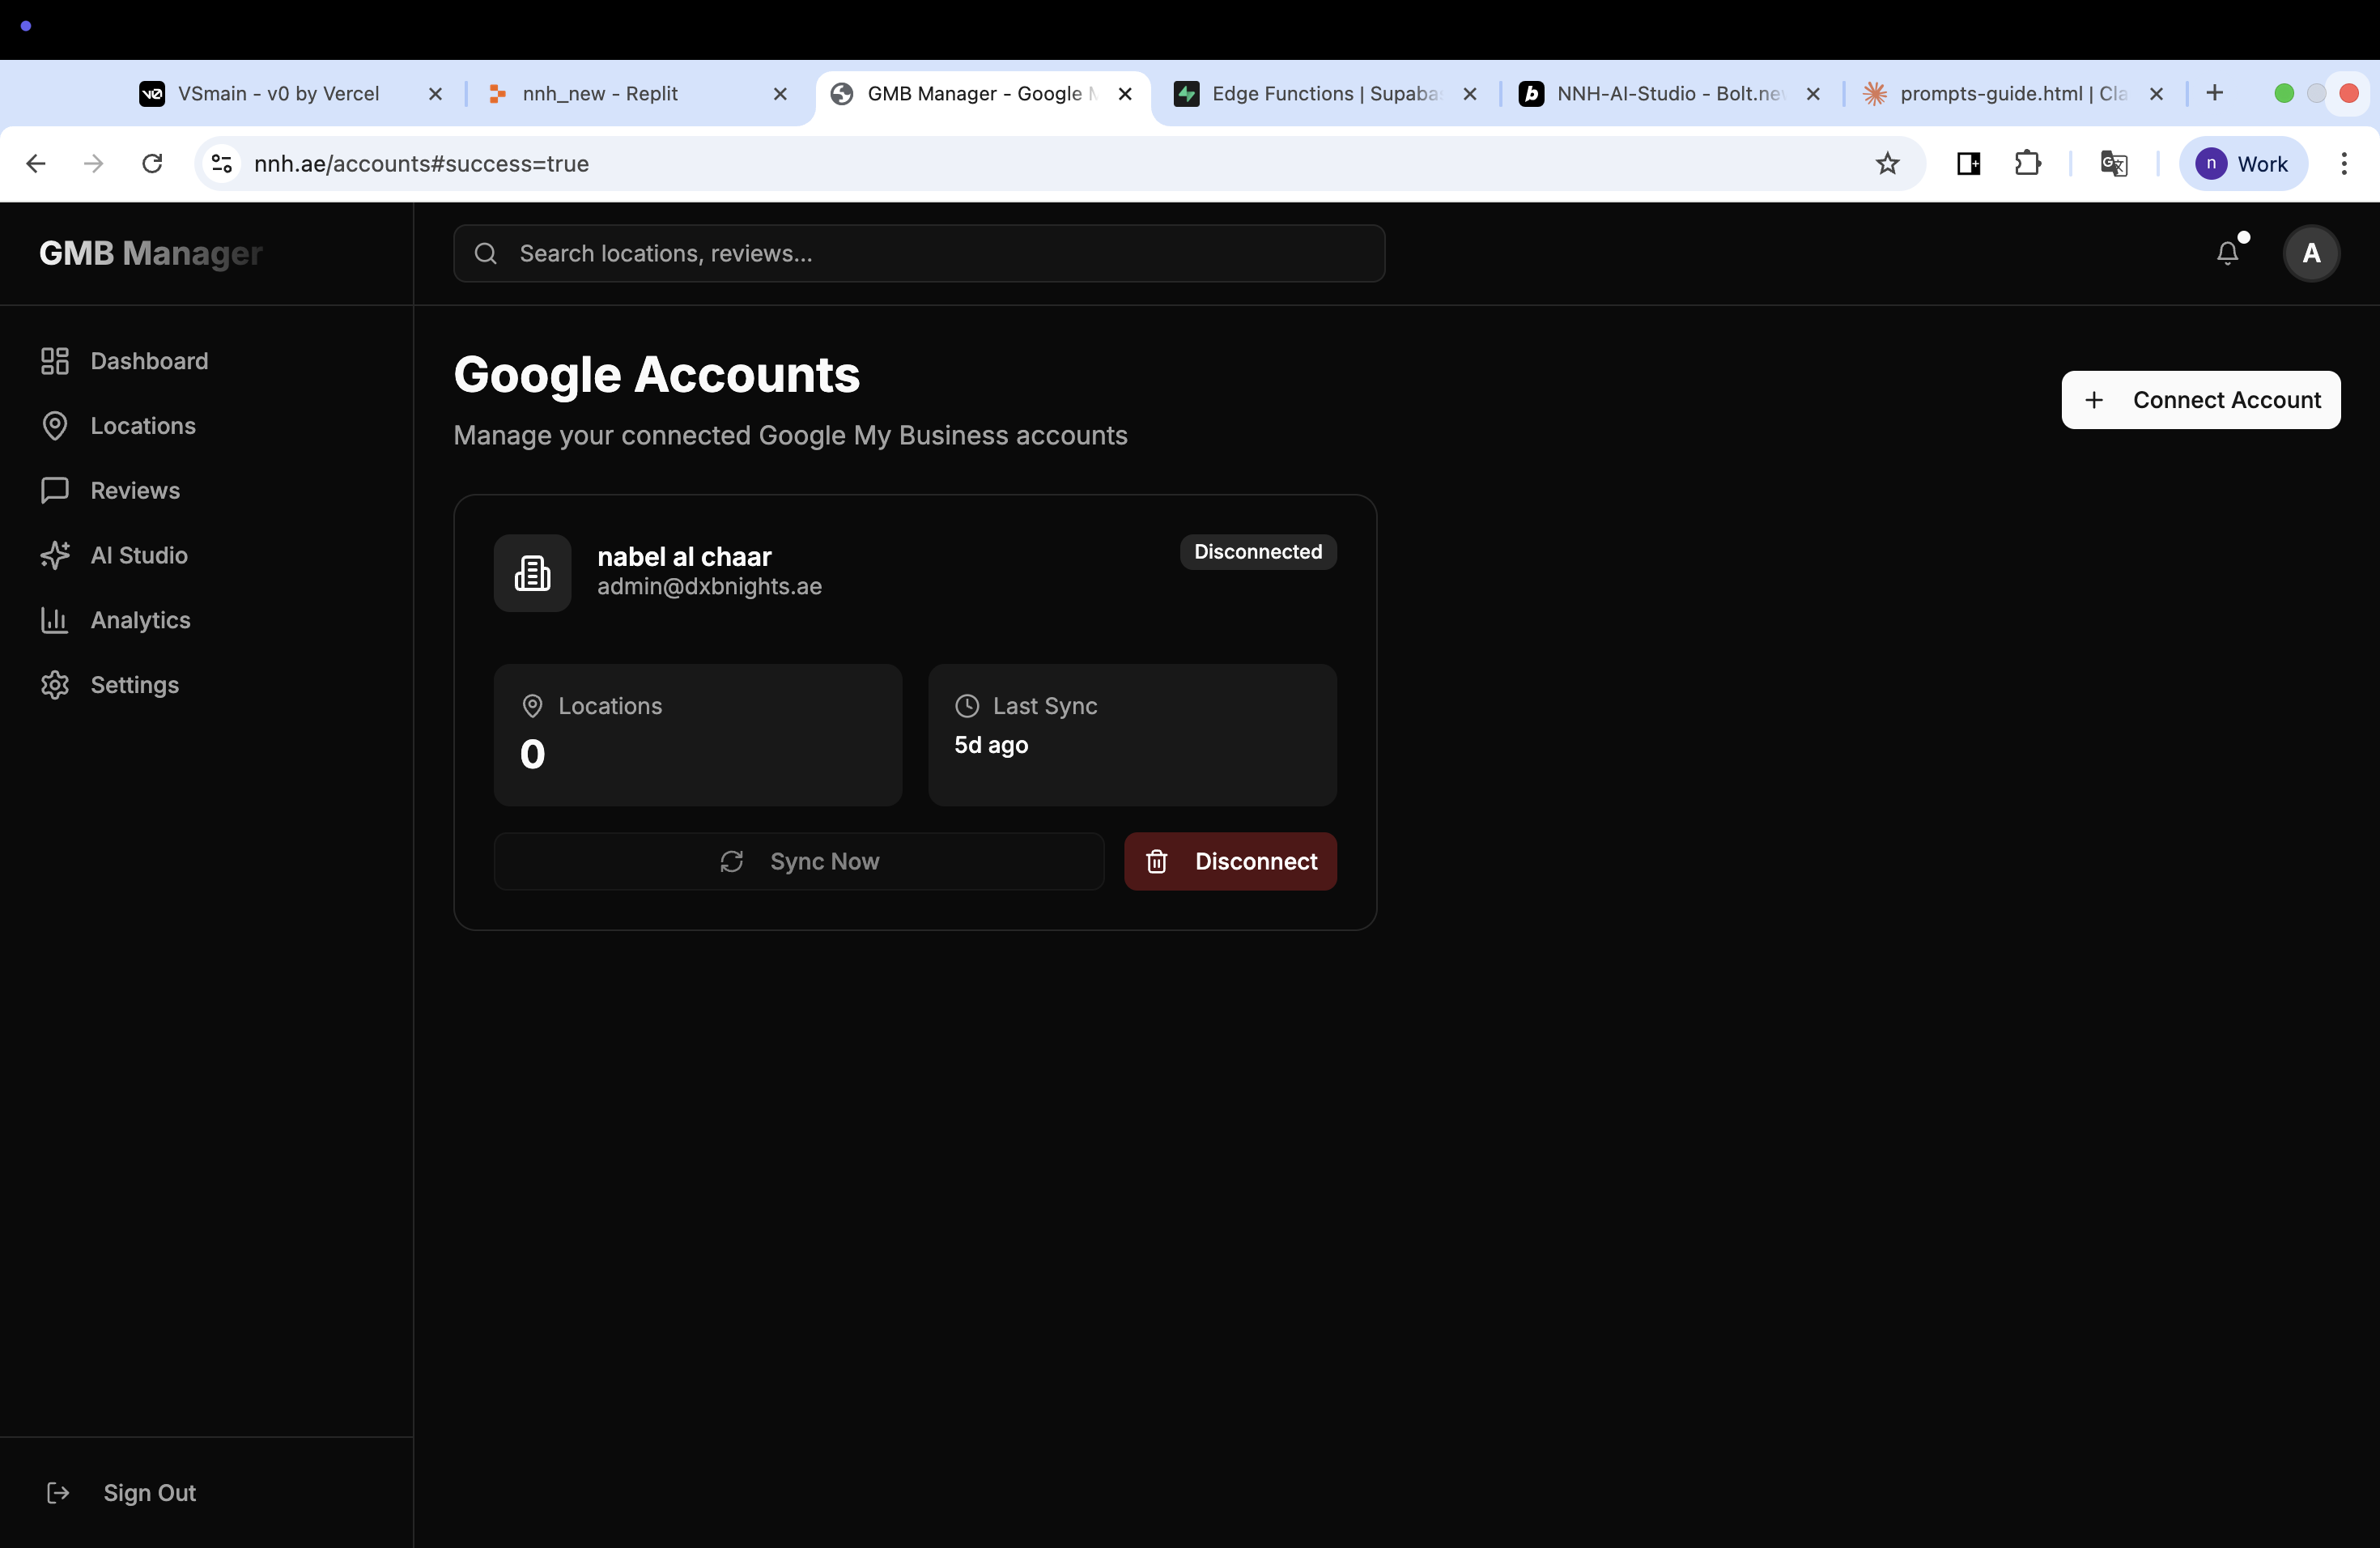 VSmain - v0 by Vercel
nnh_new - Replit
GMB Manager - Google
Edge Functions | Supaba
NNH-AI-Studio - Bolt.new
prompts-guide.html | Cla
nnh.ae/accounts#success=true
n
Work
GMB Manager
Search locations, reviews...
A
Dashboard
Locations
Reviews
AI Studio
Analytics
Settings
Sign Out
Google Accounts
Manage your connected Google My Business accounts
Connect Account
nabel al chaar
admin@dxbnights.ae
Disconnected
Locations
0
Last Sync
5d ago
Sync Now
Disconnect